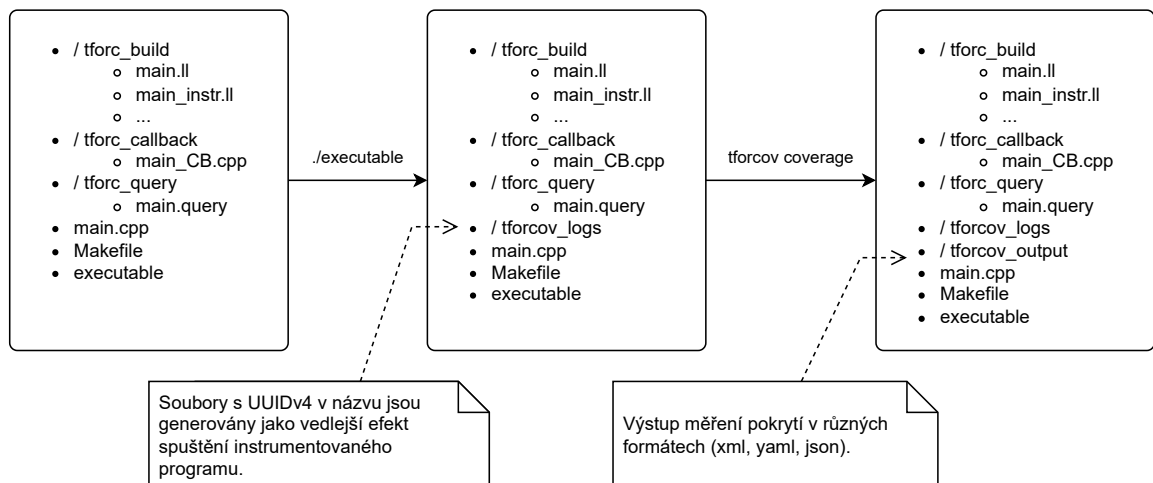 / tforc_build
main.ll
main_instr.ll
...
/ tforc_callback
main_CB.cpp
/ tforc_query
main.query
main.cpp
Makefile
executable
./executable
/ tforc_build
main.ll
main_instr.ll
...
/ tforc_callback
main_CB.cpp
/ tforc_query
main.query
/ tforcov_logs
main.cpp
Makefile
executable
tforcov coverage
/ tforc_build
main.ll
main_instr.ll
...
/ tforc_callback
main_CB.cpp
/ tforc_query
main.query
/ tforcov_logs
/ tforcov_output
main.cpp
Makefile
executable
Soubory s UUIDv4 v názvu jsou
generovány jako vedlejší efekt
spuštění instrumentovaného
programu.
Výstup měření pokrytí v různých
formátech (xml, yaml, json).